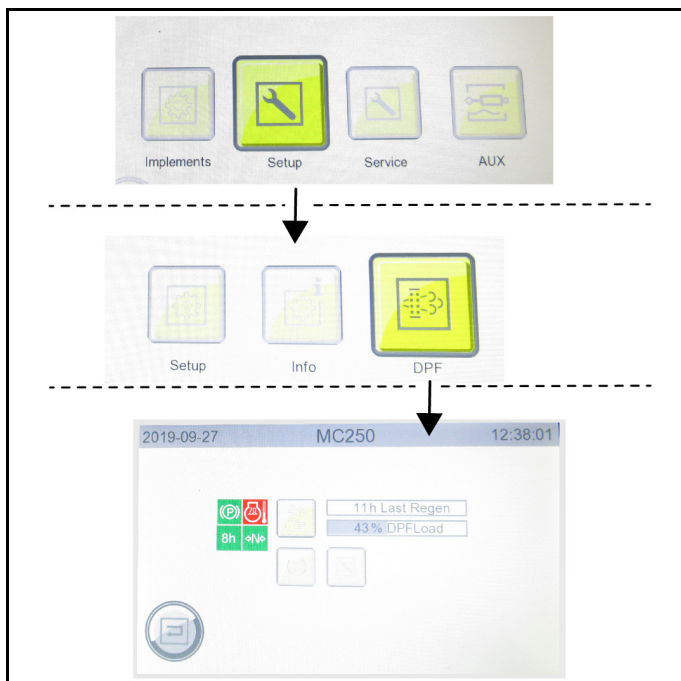 Implements Setup Service AUX
Setup Info DPF
2019-09-27 MC250 12:38:01
11h Last Regen
43% DPFLoad
8h N